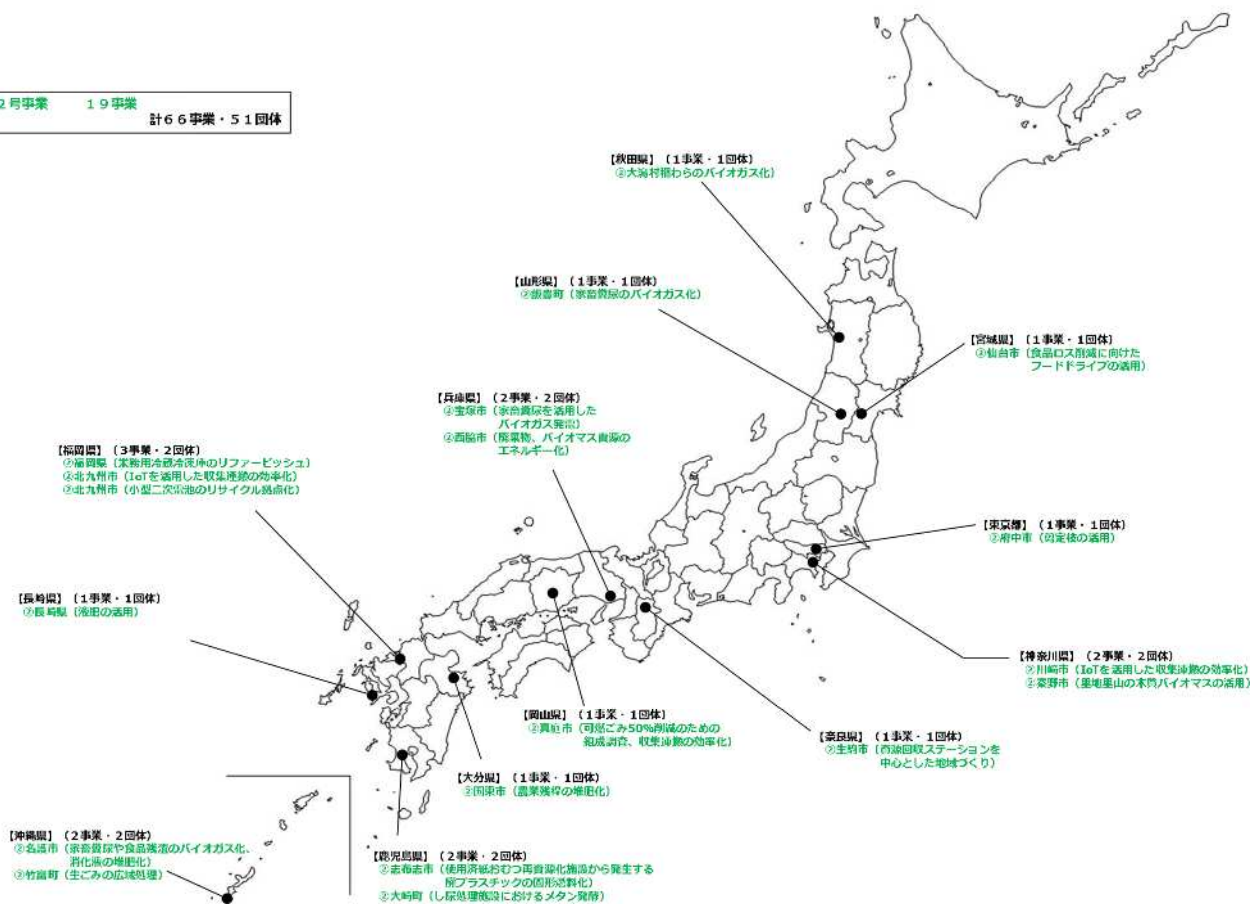 ２号事業　１９事業
計６６事業・５１団体
【秋田県】（１事業・１団体）
②大潟村稲わらのバイオガス化）
【山形県】（１事業・１団体）
②飯豊町（家畜糞尿のバイオガス化）
【宮城県】（１事業・１団体）
②仙台市（食品ロス削減に向けた
フードドライブの活用）
【兵庫県】（２事業・２団体）
②宝塚市（家畜糞尿を活用した
バイオガス発電）
②西脇市（廃棄物、バイオマス資源の
エネルギー化）
【福岡県】（３事業・２団体）
②福岡県（業務用冷蔵冷凍庫のリファービッシュ）
②北九州市（IoTを活用した収集運搬の効率化）
②北九州市（小型二次電池のリサイクル拠点化）
【東京都】（１事業・１団体）
②府中市（剪定枝の活用）
【長崎県】（１事業・１団体）
②長崎県（液肥の活用）
【神奈川県】（２事業・２団体）
②川崎市（IoTを活用した収集運搬の効率化）
②秦野市（里地里山の木質バイオマスの活用）
【岡山県】（１事業・１団体）
②真庭市（可燃ごみ50%削減のための
組成調査、収集運搬の効率化）
【奈良県】（１事業・１団体）
②生駒市（資源回収ステーションを
中心とした地域づくり）
【大分県】（１事業・１団体）
②国東市（農業残桿の堆肥化）
【沖縄県】（２事業・２団体）
②名護市（家畜糞尿や食品残渣のバイオガス化、
消化液の堆肥化）
②竹富町（生ごみの広域処理）
【鹿児島県】（２事業・２団体）
②志布志市（使用済紙おむつ再資源化施設から発生する
廃プラスチックの固形燃料化）
②大崎町（し尿処理施設におけるメタン発酵）